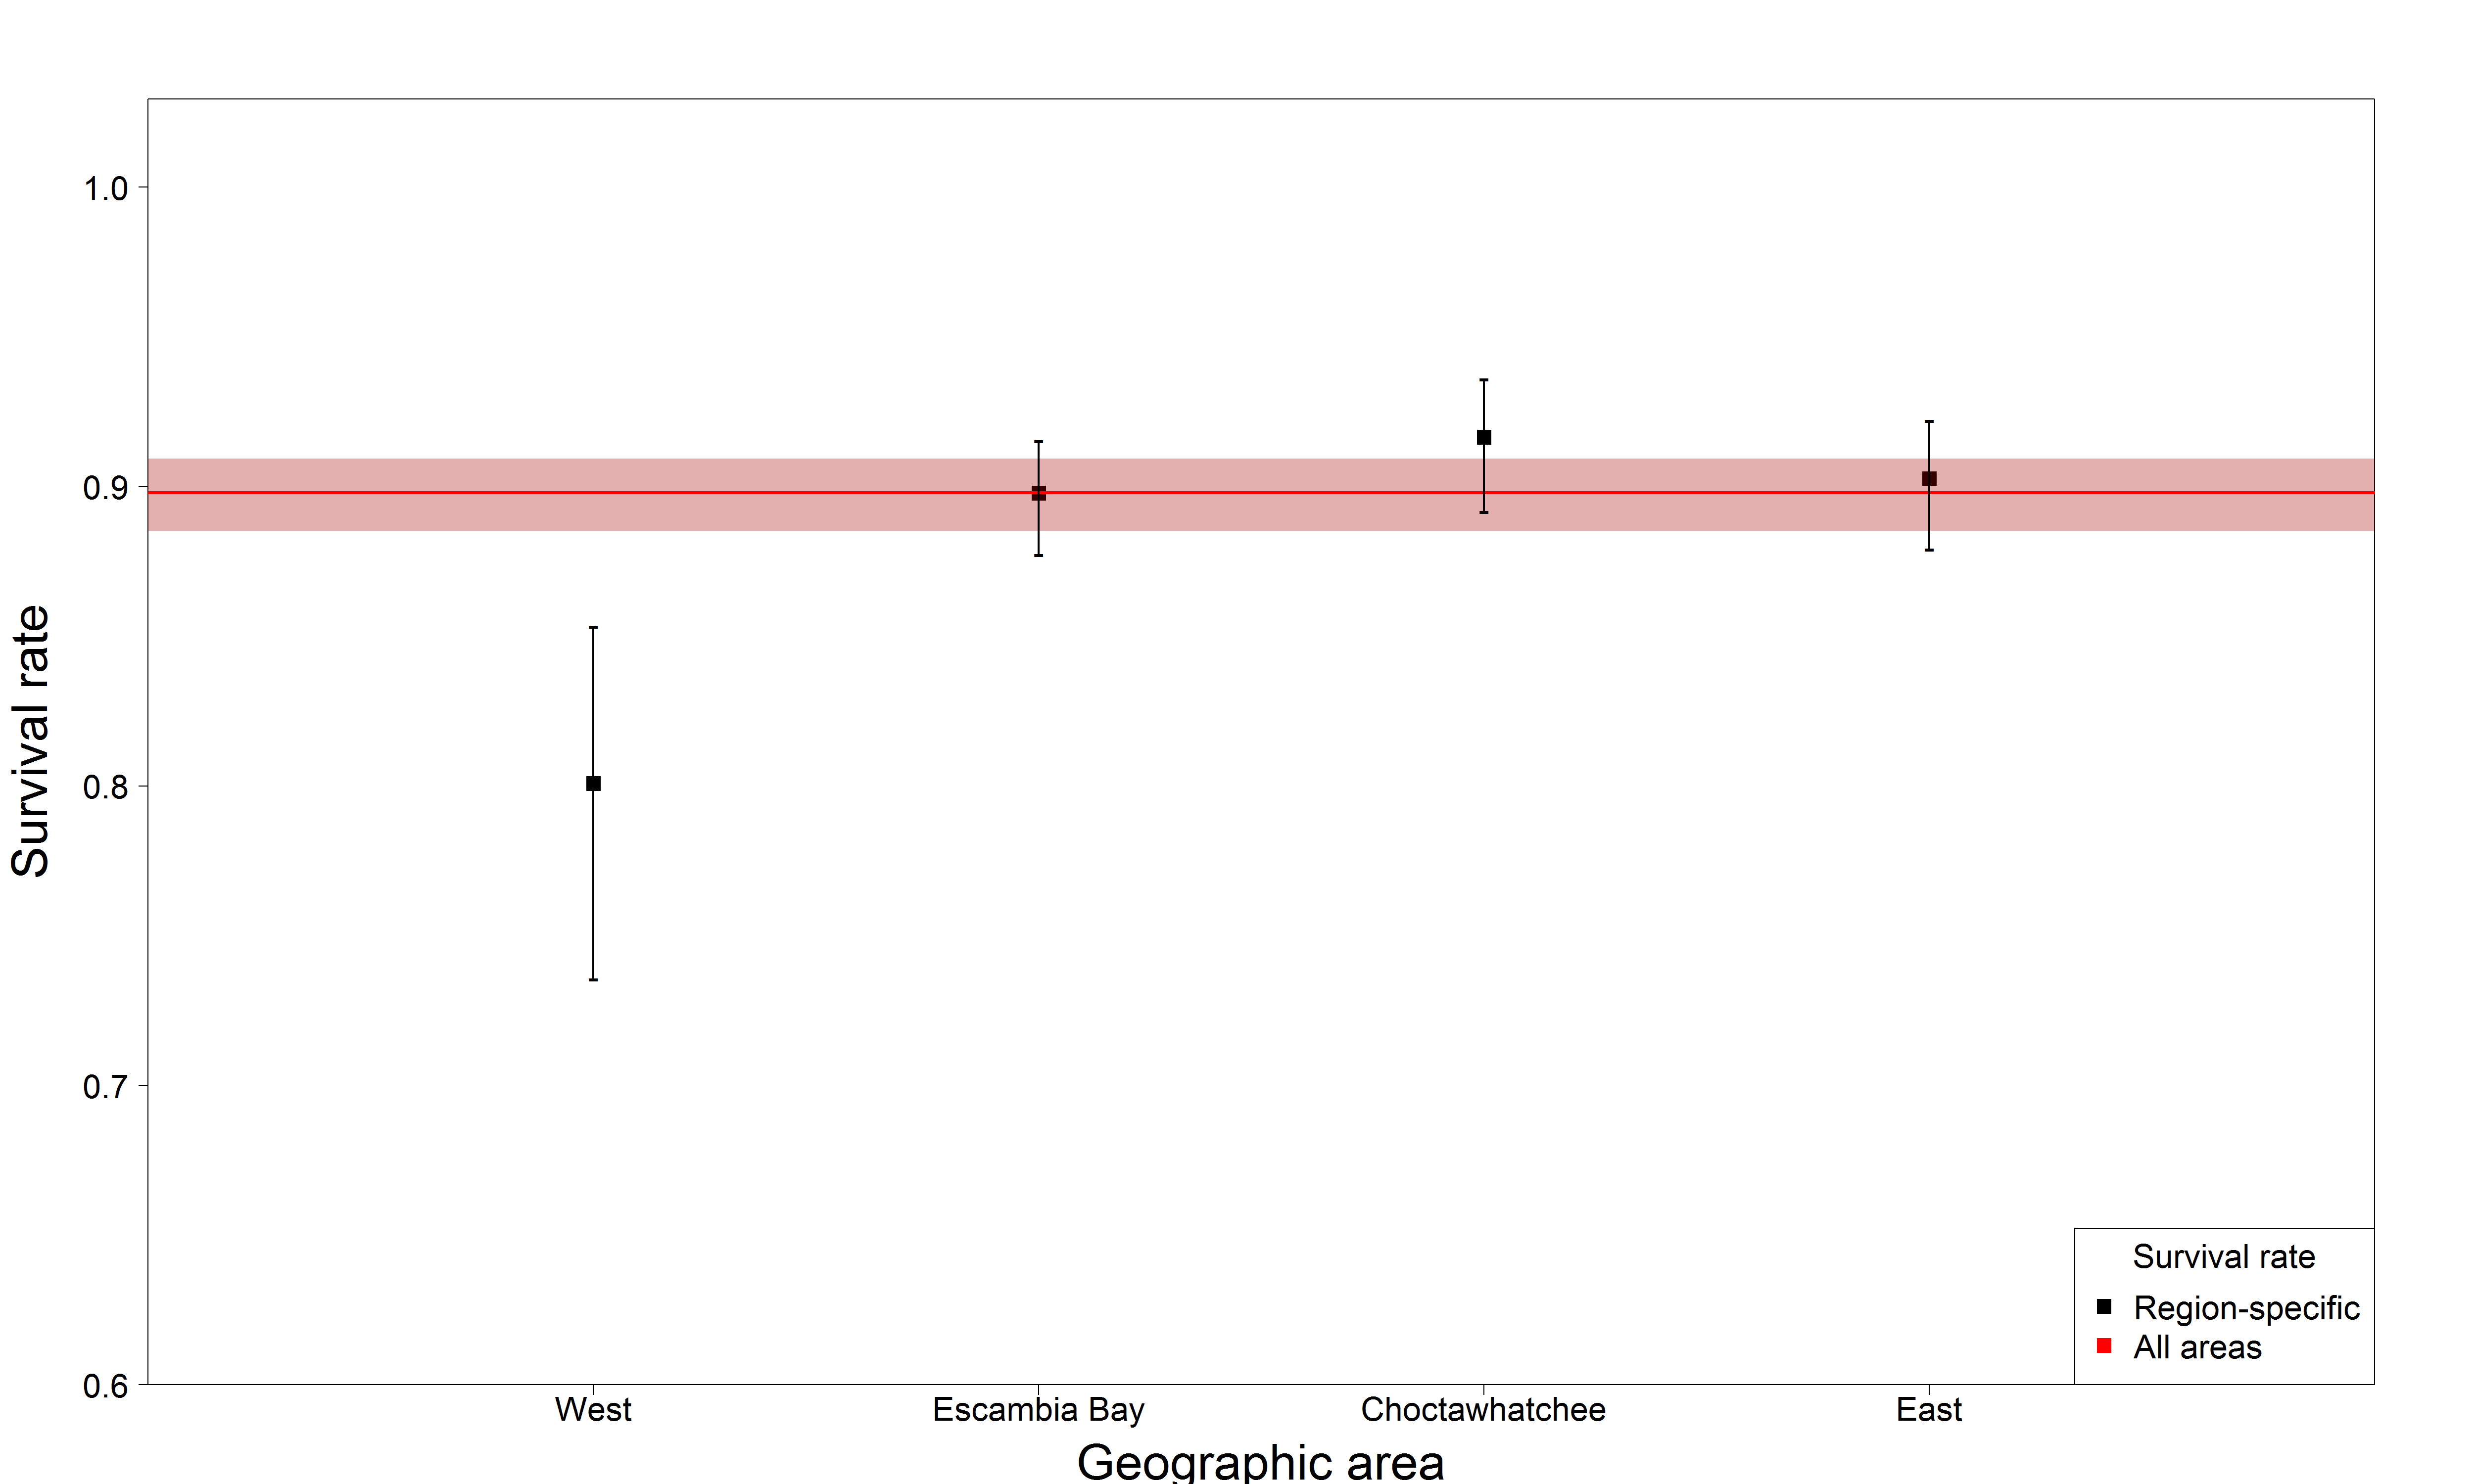 Survival rate
1.0
0.9
0.8
0.7
0.6
West
Escambia Bay
Choctawhatchee
East
Geographic area
Survival rate
Region-specific
All areas